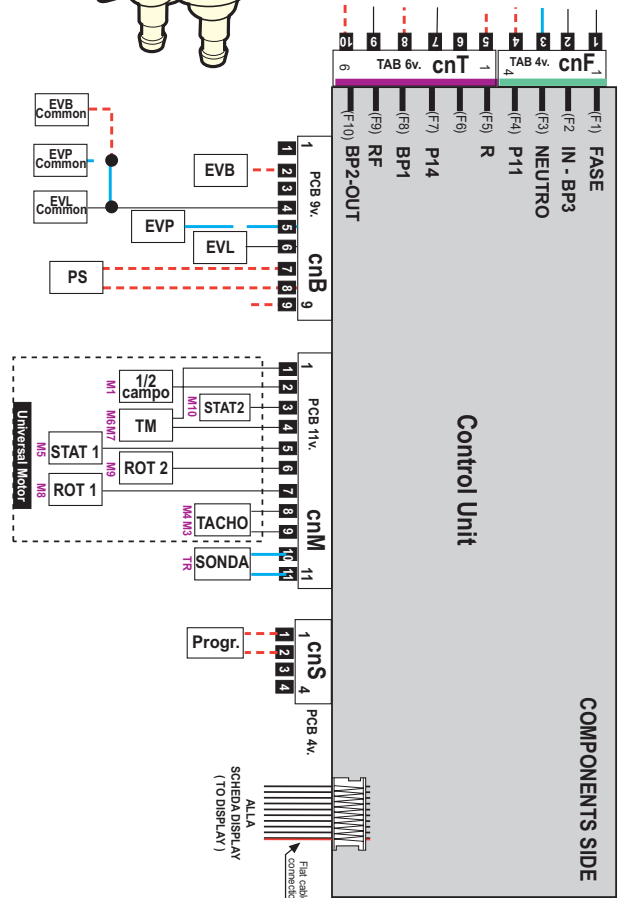 10 9 8 7 6 5 4 3 2 1
6 TAB 6v. cnT 1
4 TAB 4v. cnF 1
(F10) BP2-OUT
(F9) RF
(F8) BP1
(F7) P14
(F6)
(F5) R
(F4) P11
(F3) NEUTRO
(F2 IN - BP3
(F1) FASE
Control Unit
COMPONENTS SIDE
EVB
Common
EVP
Common
EVL
Common
EVB
EVP
EVL
PS
1
2
3
4
5
6
7
8
9
1 PCB 9v. cnB 9
Universal Motor
M1
1/2
campo
M10
STAT2
M6 M7
TM
M5
STAT 1
M9
ROT 2
M8
ROT 1
M4 M3
TACHO
TR
SONDA
1
2
3
4
5
6
7
8
9
10
11
1 PCB 11v. cnM 11
Progr.
1
2
3
4
1 cnS 4
PCB 4v.
ALLA
SCHEDA DISPLAY
( TO DISPLAY )
Flat cable